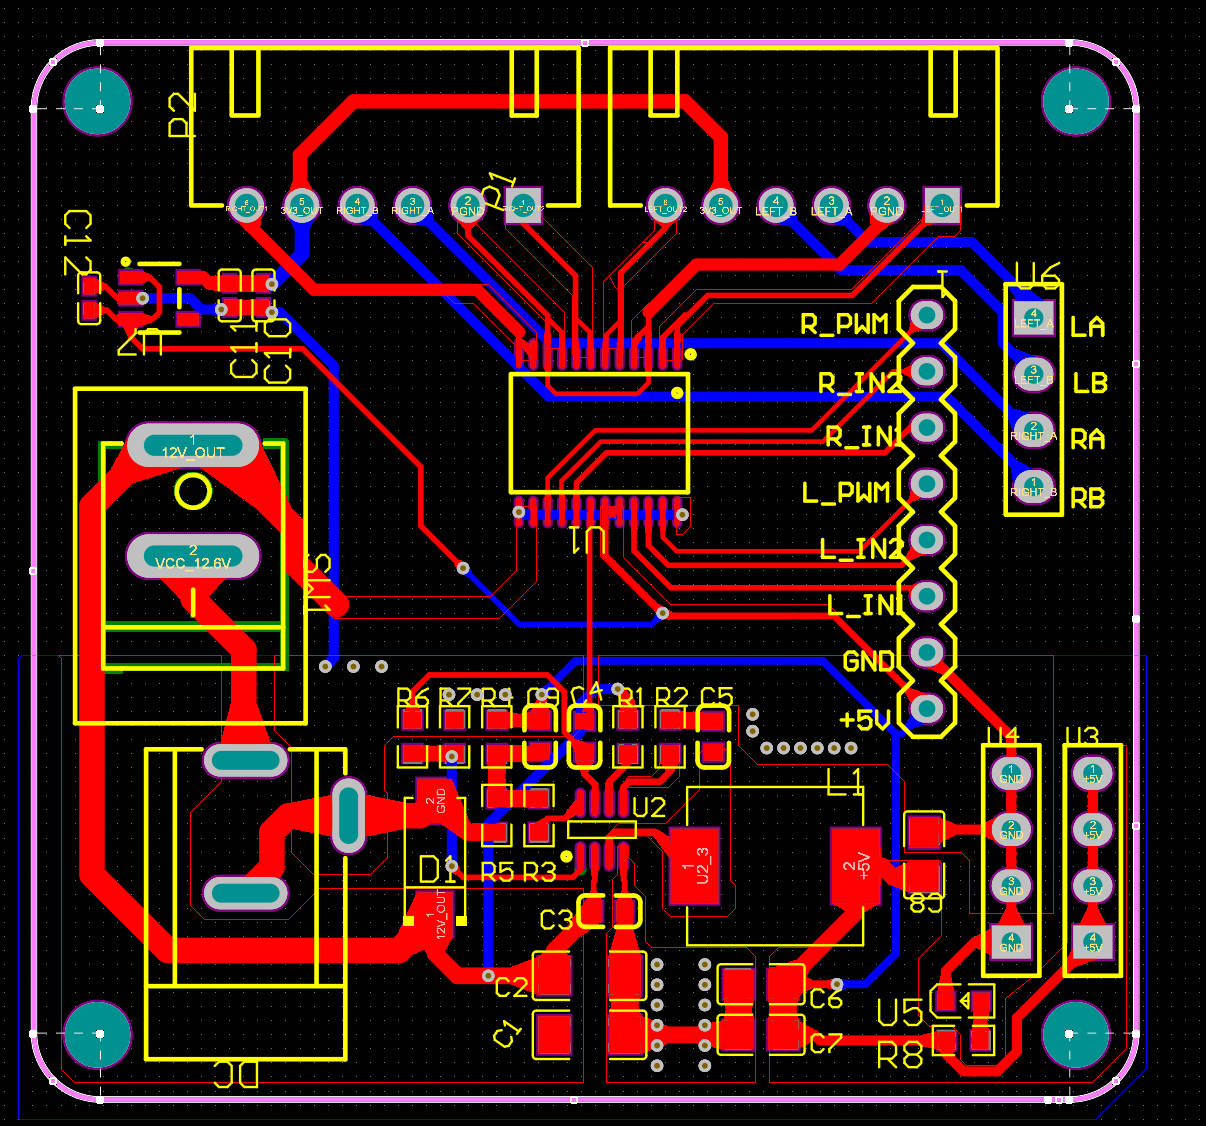 P2
P1
6
RIGHT_OUT1
5
3V3_OUT
4
RIGHT_B
3
RIGHT_A
2
PGND
1
RIGHT_OUT2
6
LEFT_OUT2
5
3V3_OUT
4
LEFT_B
3
LEFT_A
2
PGND
1
LEFT_OUT1
C12
C11
C10
U6
R_PWM
R_IN2
R_IN1
L_PWM
L_IN2
L_IN1
GND
+5V
4
LEFT_A
LA
3
LEFT_B
LB
2
RIGHT_A
RA
1
RIGHT_B
RB
1
12V_OUT
2
VCC_12.6V
SW1
U1
R6
R7
R4
C9
C4
R1
R2
C5
U4
U3
L1
U2
2
GND
D1
1
12V_OUT
R5
R3
1
U2_3
2
+5V
C8
1
GND
2
GND
3
GND
4
GND
1
+5V
2
+5V
3
+5V
4
+5V
C3
C2
C1
C6
C7
U5
R8
DC